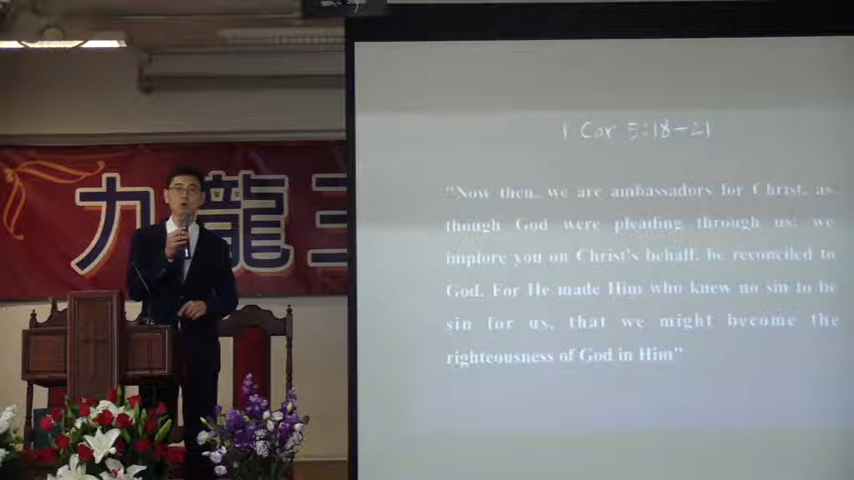 九龍三
1 Cor 5:18-21
"Now then, we are ambassadors for Christ, as
though God were pleading through us: we
implore you on Christ's behalf, be reconciled to
God. For He made Him who knew no sin to be
sin for us, that we might become the
righteousness of God in Him"